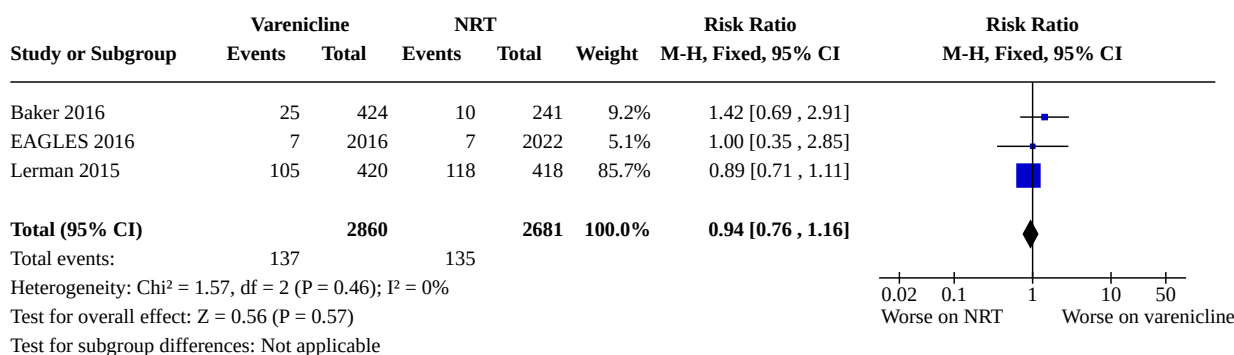 Varenicline NRT Risk Ratio Risk Ratio
Study or Subgroup Events Total Events Total Weight M-H, Fixed, 95% CI M-H, Fixed, 95% CI
Baker 2016 25 424 10 241 9.2% 1.42 [0.69 , 2.91]
EAGLES 2016 7 2016 7 2022 5.1% 1.00 [0.35 , 2.85]
Lerman 2015 105 420 118 418 85.7% 0.89 [0.71 , 1.11]
Total (95% CI) 2860 2681 100.0% 0.94 [0.76 , 1.16]
Total events: 137 135
Heterogeneity: Chi² = 1.57, df = 2 (P = 0.46); I² = 0%
0.02 0.1 1 10 50
Test for overall effect: Z = 0.56 (P = 0.57)
Worse on NRT Worse on varenicline
Test for subgroup differences: Not applicable